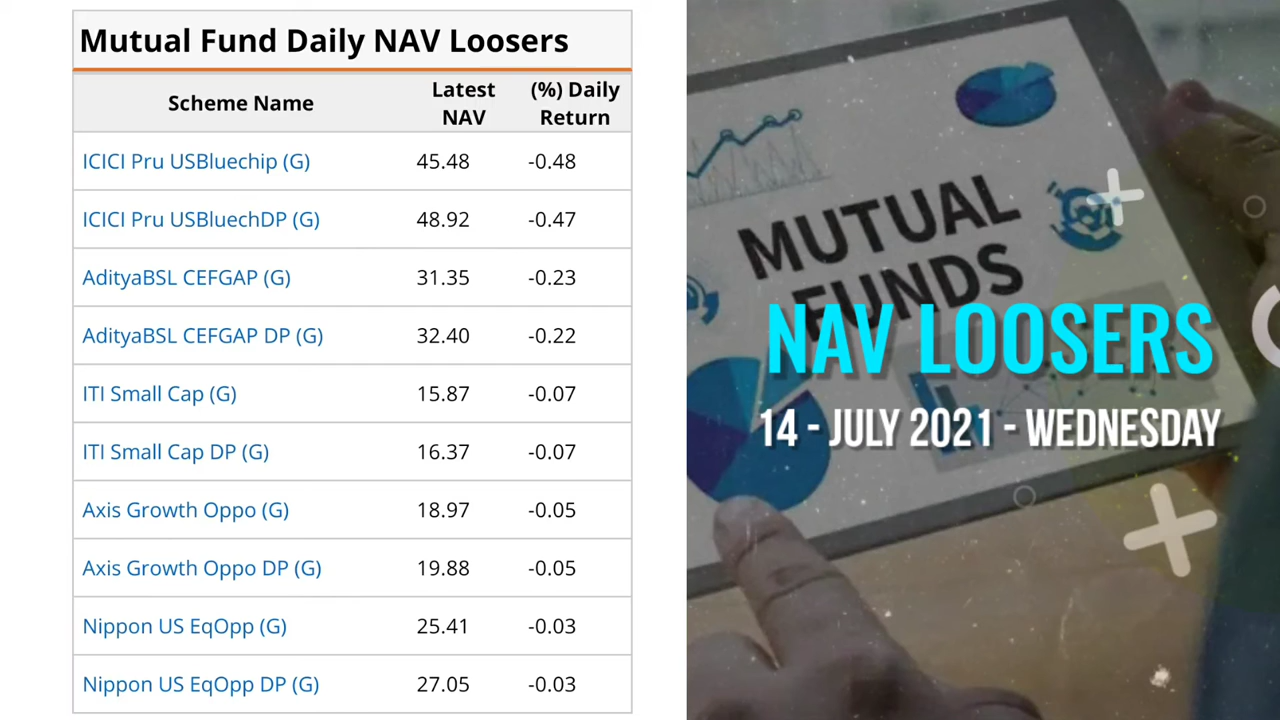 Mutual Fund Daily NAV Loosers
Scheme Name Latest NAV (%) Daily Return
ICICI Pru USBluechip (G) 45.48 -0.48
ICICI Pru USBluechDP (G) 48.92 -0.47
AdityaBSL CEFGAP (G) 31.35 -0.23
AdityaBSL CEFGAP DP (G) 32.40 -0.22
ITI Small Cap (G) 15.87 -0.07
ITI Small Cap DP (G) 16.37 -0.07
Axis Growth Oppo (G) 18.97 -0.05
Axis Growth Oppo DP (G) 19.88 -0.05
Nippon US EqOpp (G) 25.41 -0.03
Nippon US EqOpp DP (G) 27.05 -0.03
MUTUAL
FUNDS
NAV LOOSERS
14 - JULY 2021 - WEDNESDAY